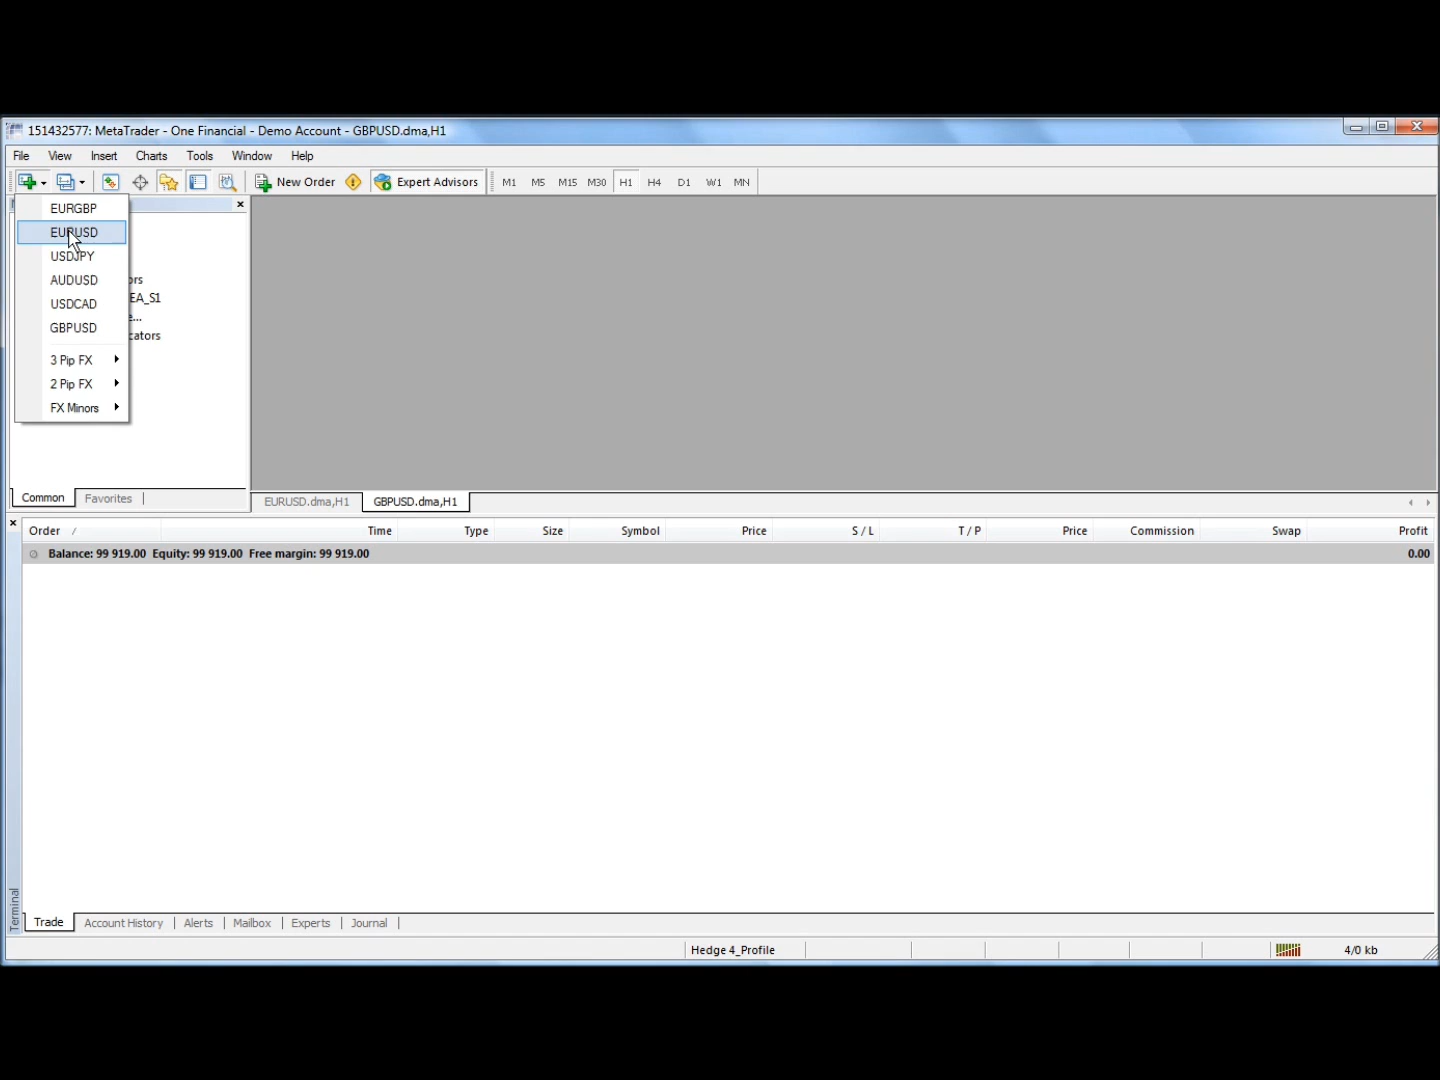 151432577: MetaTrader - One Financial - Demo Account - GBPUSD.dma,H1
File View Insert Charts Tools Window Help
New Order Expert Advisors M1 M5 M15 M30 H1 H4 D1 W1 MN
EURGBP
EURUSD
USDJPY
AUDUSD
USDCAD
GBPUSD
3 Pip FX
2 Pip FX
FX Minors
EA_S1
Common Favorites
EURUSD.dma,H1 GBPUSD.dma,H1
Order / Time Type Size Symbol Price S / L T / P Price Commission Swap Profit
Balance: 99 919.00 Equity: 99 919.00 Free margin: 99 919.00 0.00
Terminal
Trade Account History Alerts Mailbox Experts Journal
Hedge 4_Profile 4/0 kb